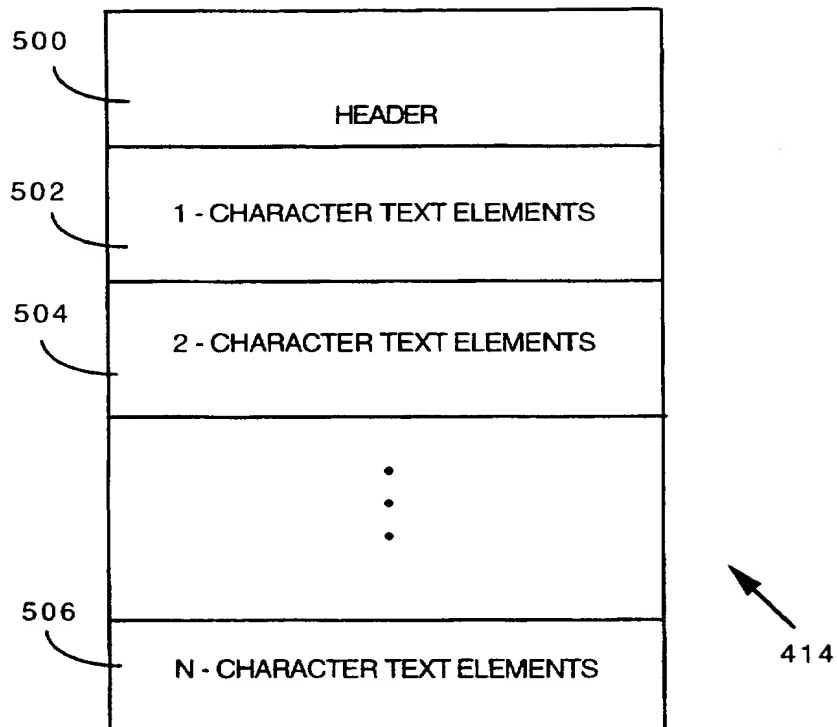 500
HEADER
502
1 - CHARACTER TEXT ELEMENTS
504
2 - CHARACTER TEXT ELEMENTS
506
N - CHARACTER TEXT ELEMENTS
414